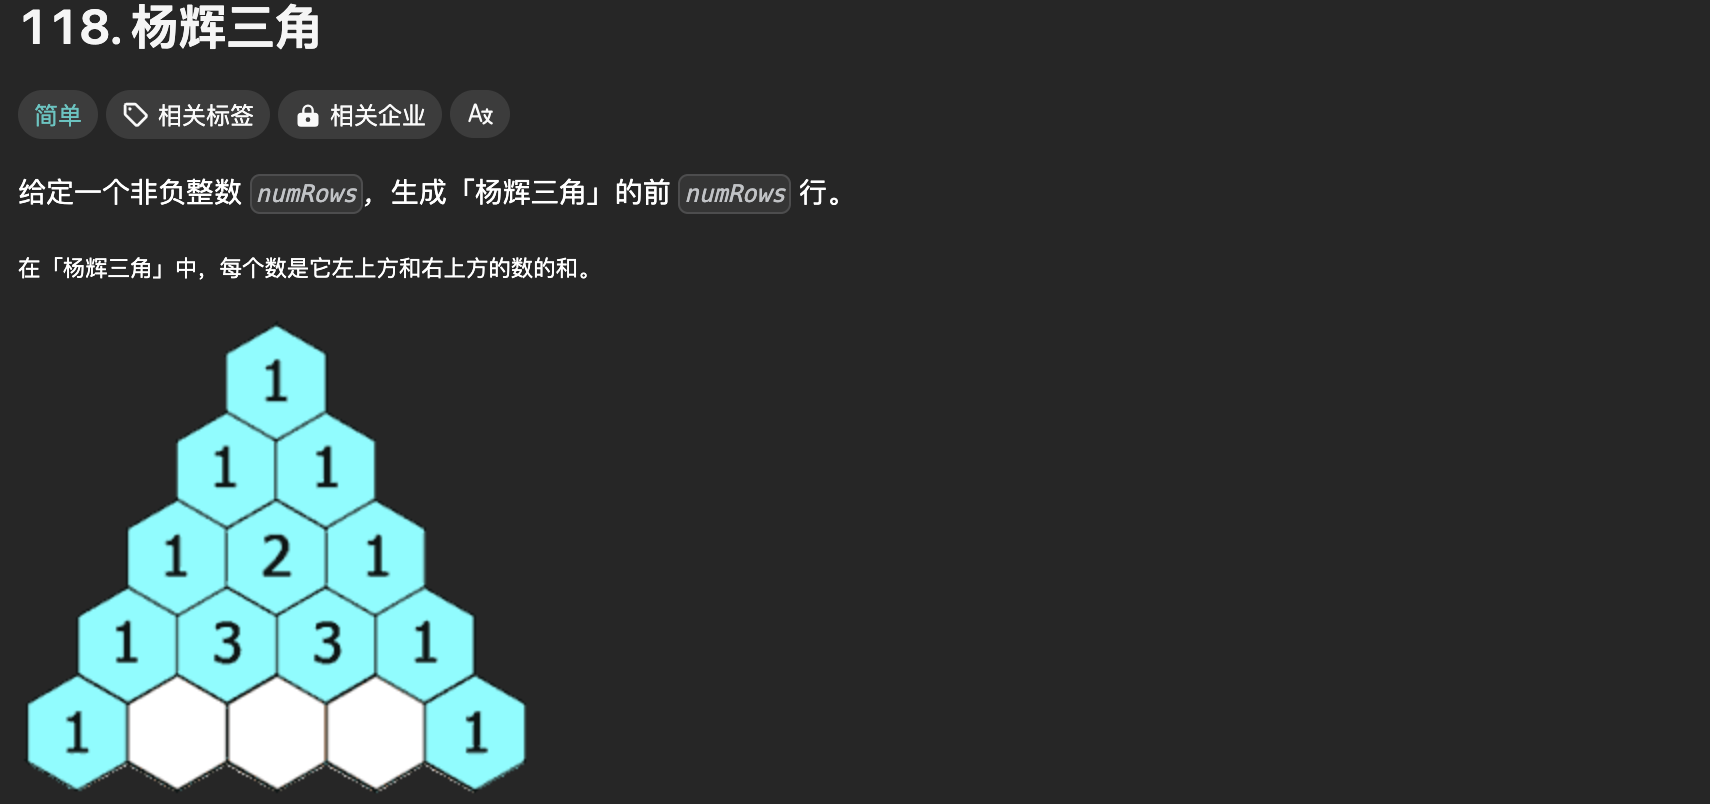 118. 杨辉三角
简单 相关标签 相关企业
给定一个非负整数 numRows，生成「杨辉三角」的前 numRows 行。
在「杨辉三角」中，每个数是它左上方和右上方的数的和。
1
1 1
1 2 1
1 3 3 1
1 1